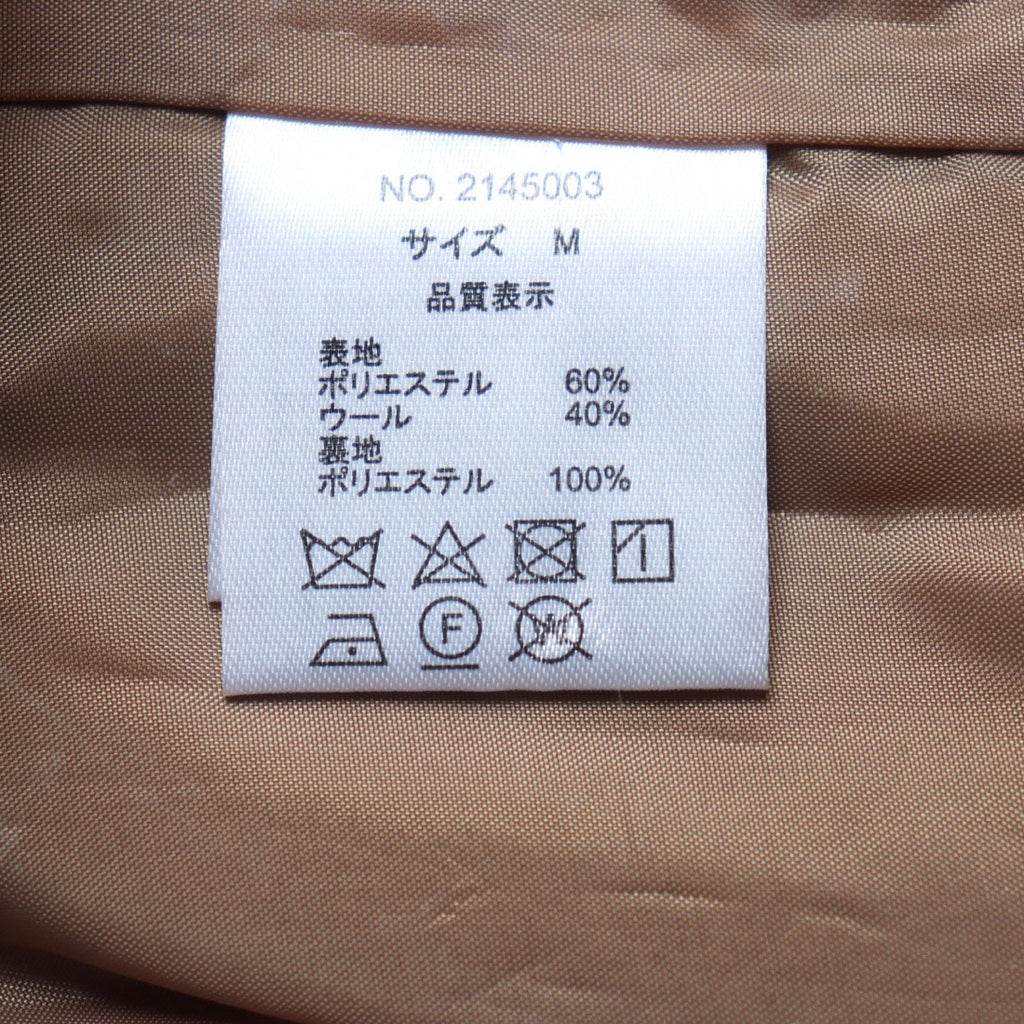 NO. 2145003
サイズ M
品質表示
表地
ポリエステル 60%
ウール 40%
裏地
ポリエステル 100%
F
W